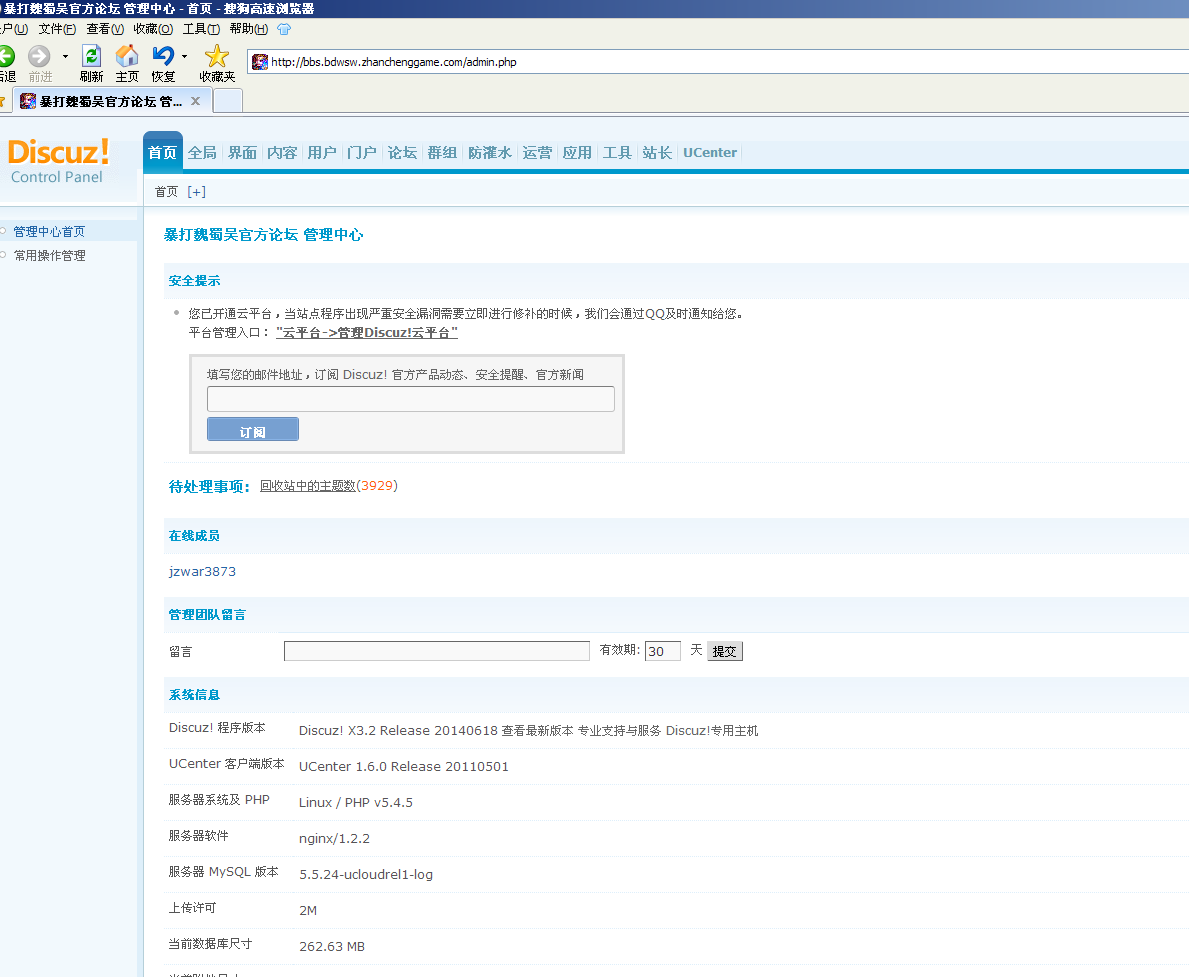 暴打魏蜀吴官方论坛 管理中心 - 首页 - 搜狗高速浏览器
户(U) 文件(F) 查看(V) 收藏(O) 工具(T) 帮助(H)
后退 前进 刷新 主页 恢复 收藏夹
http://bbs.bdwsw.zhanchenggame.com/admin.php
暴打魏蜀吴官方论坛 管... x
Discuz!
Control Panel
首页 全局 界面 内容 用户 门户 论坛 群组 防灌水 运营 应用 工具 站长 UCenter
首页 [+]
管理中心首页
常用操作管理
暴打魏蜀吴官方论坛 管理中心
安全提示
您已开通云平台，当站点程序出现严重安全漏洞需要立即进行修补的时候，我们会通过QQ及时通知给您。
平台管理入口： "云平台->管理Discuz!云平台"
填写您的邮件地址，订阅 Discuz! 官方产品动态、安全提醒、官方新闻
订阅
待处理事项： 回收站中的主题数(3929)
在线成员
jzwar3873
管理团队留言
留言 有效期: 30 天 提交
系统信息
Discuz! 程序版本 Discuz! X3.2 Release 20140618 查看最新版本 专业支持与服务 Discuz!专用主机
UCenter 客户端版本 UCenter 1.6.0 Release 20110501
服务器系统及 PHP Linux / PHP v5.4.5
服务器软件 nginx/1.2.2
服务器 MySQL 版本 5.5.24-ucloudrel1-log
上传许可 2M
当前数据库尺寸 262.63 MB